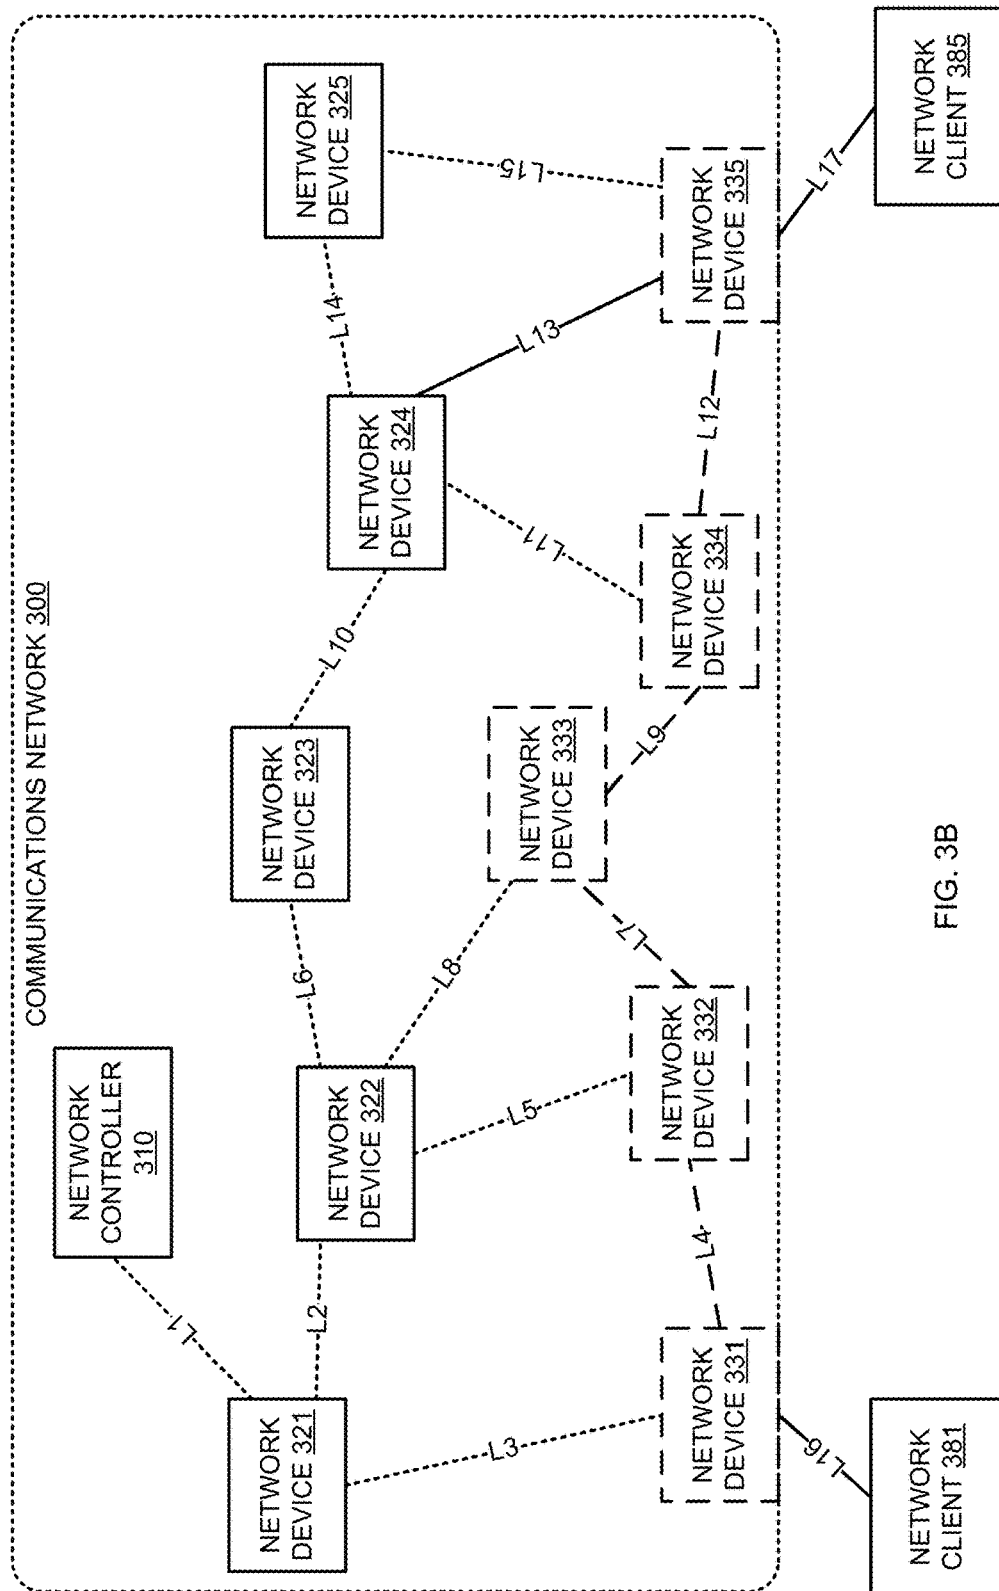 COMMUNICATIONS NETWORK 300
NETWORK
CONTROLLER
310
NETWORK
DEVICE 321
NETWORK
DEVICE 322
NETWORK
DEVICE 323
NETWORK
DEVICE 324
NETWORK
DEVICE 325
L1
L2
L6
L10
L14
L3
L5
L8
L11
L13
L15
NETWORK
DEVICE 331
NETWORK
DEVICE 332
NETWORK
DEVICE 333
NETWORK
DEVICE 334
NETWORK
DEVICE 335
L4
L7
L9
L12
L16
L17
NETWORK
CLIENT 381
NETWORK
CLIENT 385
FIG. 3B